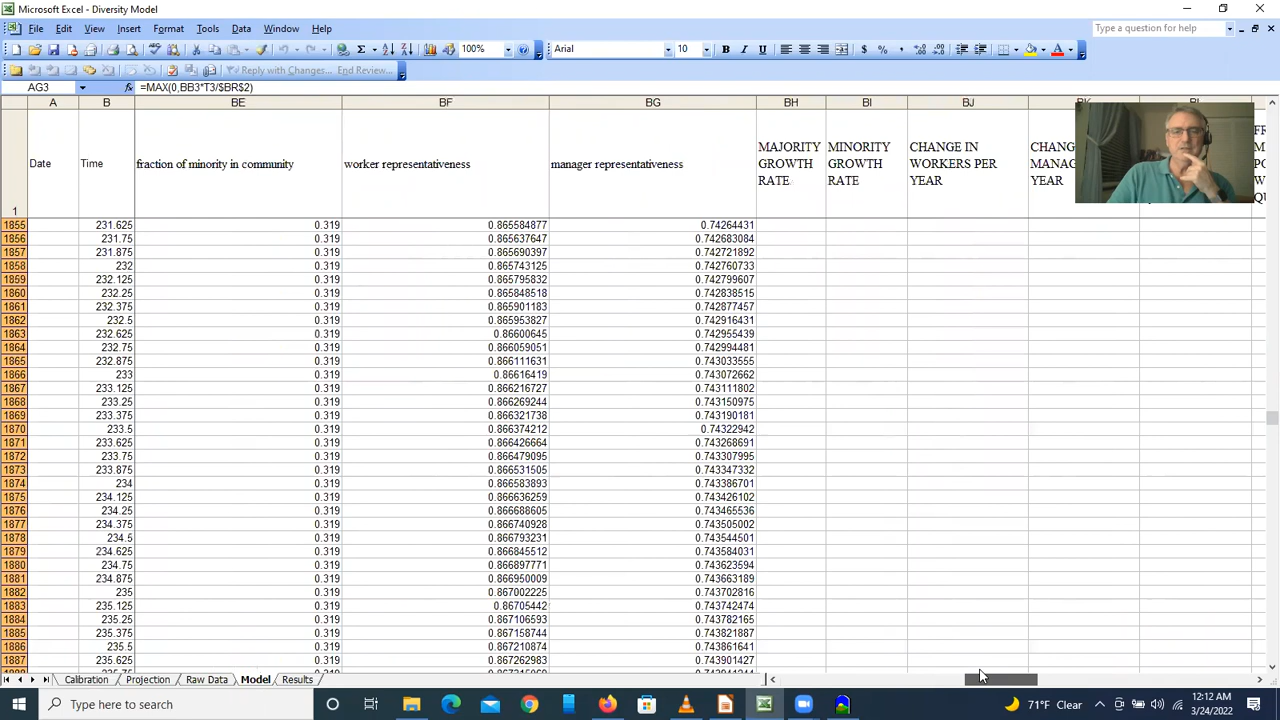 Microsoft Excel - Diversity Model
File Edit View Insert Format Tools Data Window Help
Type a question for help
100%
Arial
10
Reply with Changes... End Review...
AG3
=MAX(0,BB3*T3/$BR$2)
A B BE BF BG BH BI BJ
1 Date Time fraction of minority in community worker representativeness manager representativeness
MAJORITY GROWTH RATE
MINORITY GROWTH RATE
CHANGE IN WORKERS PER YEAR
1855 231.625 0.319 0.865584877 0.74264431
1856 231.75 0.319 0.865637647 0.742683084
1857 231.875 0.319 0.865690397 0.742721892
1858 232 0.319 0.865743125 0.742760733
1859 232.125 0.319 0.865795832 0.742799607
1860 232.25 0.319 0.865848518 0.742838515
1861 232.375 0.319 0.865901183 0.742877457
1862 232.5 0.319 0.865953827 0.742916431
1863 232.625 0.319 0.86600645 0.742955439
1864 232.75 0.319 0.866059051 0.742994481
1865 232.875 0.319 0.866111631 0.743033555
1866 233 0.319 0.86616419 0.743072662
1867 233.125 0.319 0.866216727 0.743111802
1868 233.25 0.319 0.866269244 0.743150975
1869 233.375 0.319 0.866321738 0.743190181
1870 233.5 0.319 0.866374212 0.74322942
1871 233.625 0.319 0.866426664 0.743268691
1872 233.75 0.319 0.866479095 0.743307995
1873 233.875 0.319 0.866531505 0.743347332
1874 234 0.319 0.866583893 0.743386701
1875 234.125 0.319 0.866636259 0.743426102
1876 234.25 0.319 0.866688605 0.743465536
1877 234.375 0.319 0.866740928 0.743505002
1878 234.5 0.319 0.866793231 0.743544501
1879 234.625 0.319 0.866845512 0.743584031
1880 234.75 0.319 0.866897771 0.743623594
1881 234.875 0.319 0.866950009 0.743663189
1882 235 0.319 0.867002225 0.743702816
1883 235.125 0.319 0.86705442 0.743742474
1884 235.25 0.319 0.867106593 0.743782165
1885 235.375 0.319 0.867158744 0.743821887
1886 235.5 0.319 0.867210874 0.743861641
1887 235.625 0.319 0.867262983 0.743901427
Calibration Projection Raw Data Model Results
Type here to search
71°F Clear
12:12 AM
3/24/2022